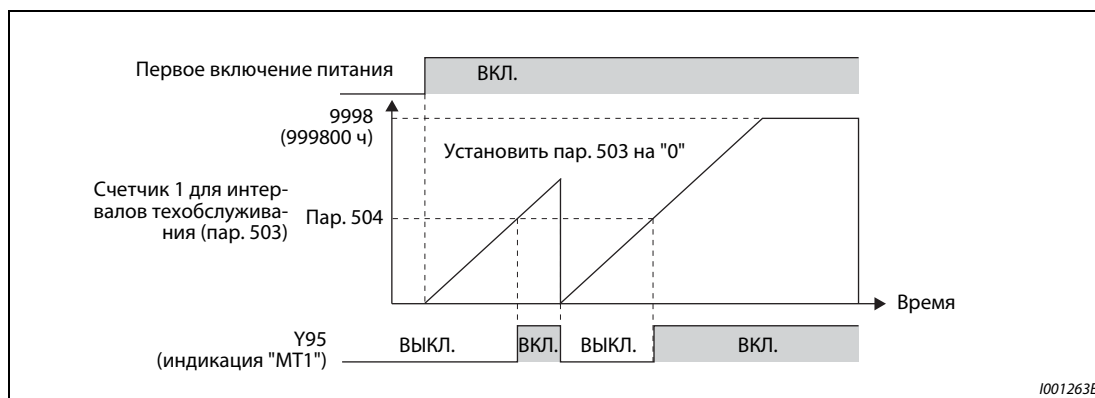 Первое включение питания
ВКЛ.
9998
(999800 ч)
Установить пар. 503 на "0"
Счетчик 1 для интер-
валов техобслужива-
ния (пар. 503)
Пар. 504
Время
Y95
(индикация "MT1")
ВЫКЛ.
ВКЛ.
ВЫКЛ.
ВКЛ.
I001263E